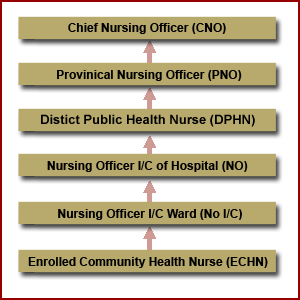 Chief Nursing Officer (CNO)
Provinical Nursing Officer (PNO)
Distict Public Health Nurse (DPHN)
Nursing Officer I/C of Hospital (NO)
Nursing Officer I/C Ward (No I/C)
Enrolled Community Health Nurse (ECHN)